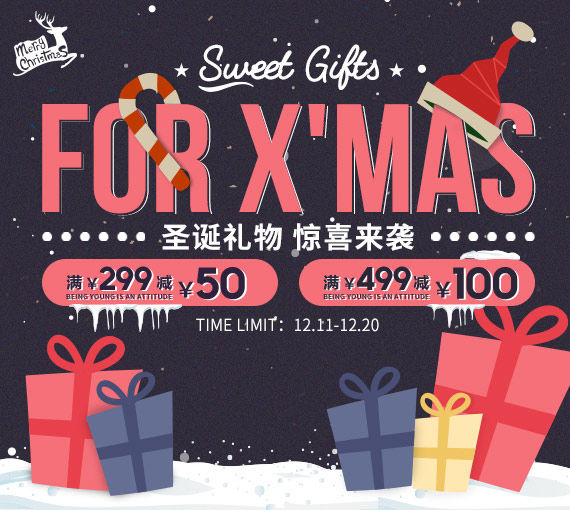 Merry
Christmas
★ Sweet Gifts ★
FOR X'MAS
圣诞礼物 惊喜来袭
满¥299减¥50
BEING YOUNG IS AN ATTITUDE
满¥499减¥100
BEING YOUNG IS AN ATTITUDE
TIME LIMIT：12.11-12.20